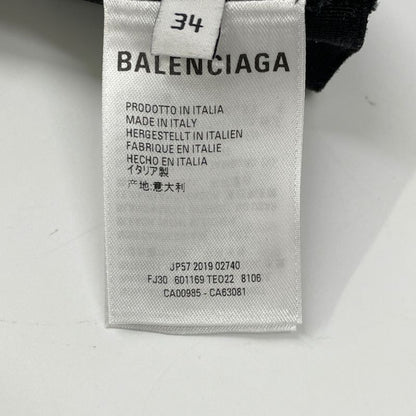 34
BALENCIAGA
PRODOTTO IN ITALIA
MADE IN ITALY
HERGESTELLT IN ITALIEN
FABRIQUE EN ITALIE
HECHO EN ITALIA
イタリア製
产地:意大利
JP57 2019 02740
FJ30 601169 TEO22 8106
CA00985 - CA63081